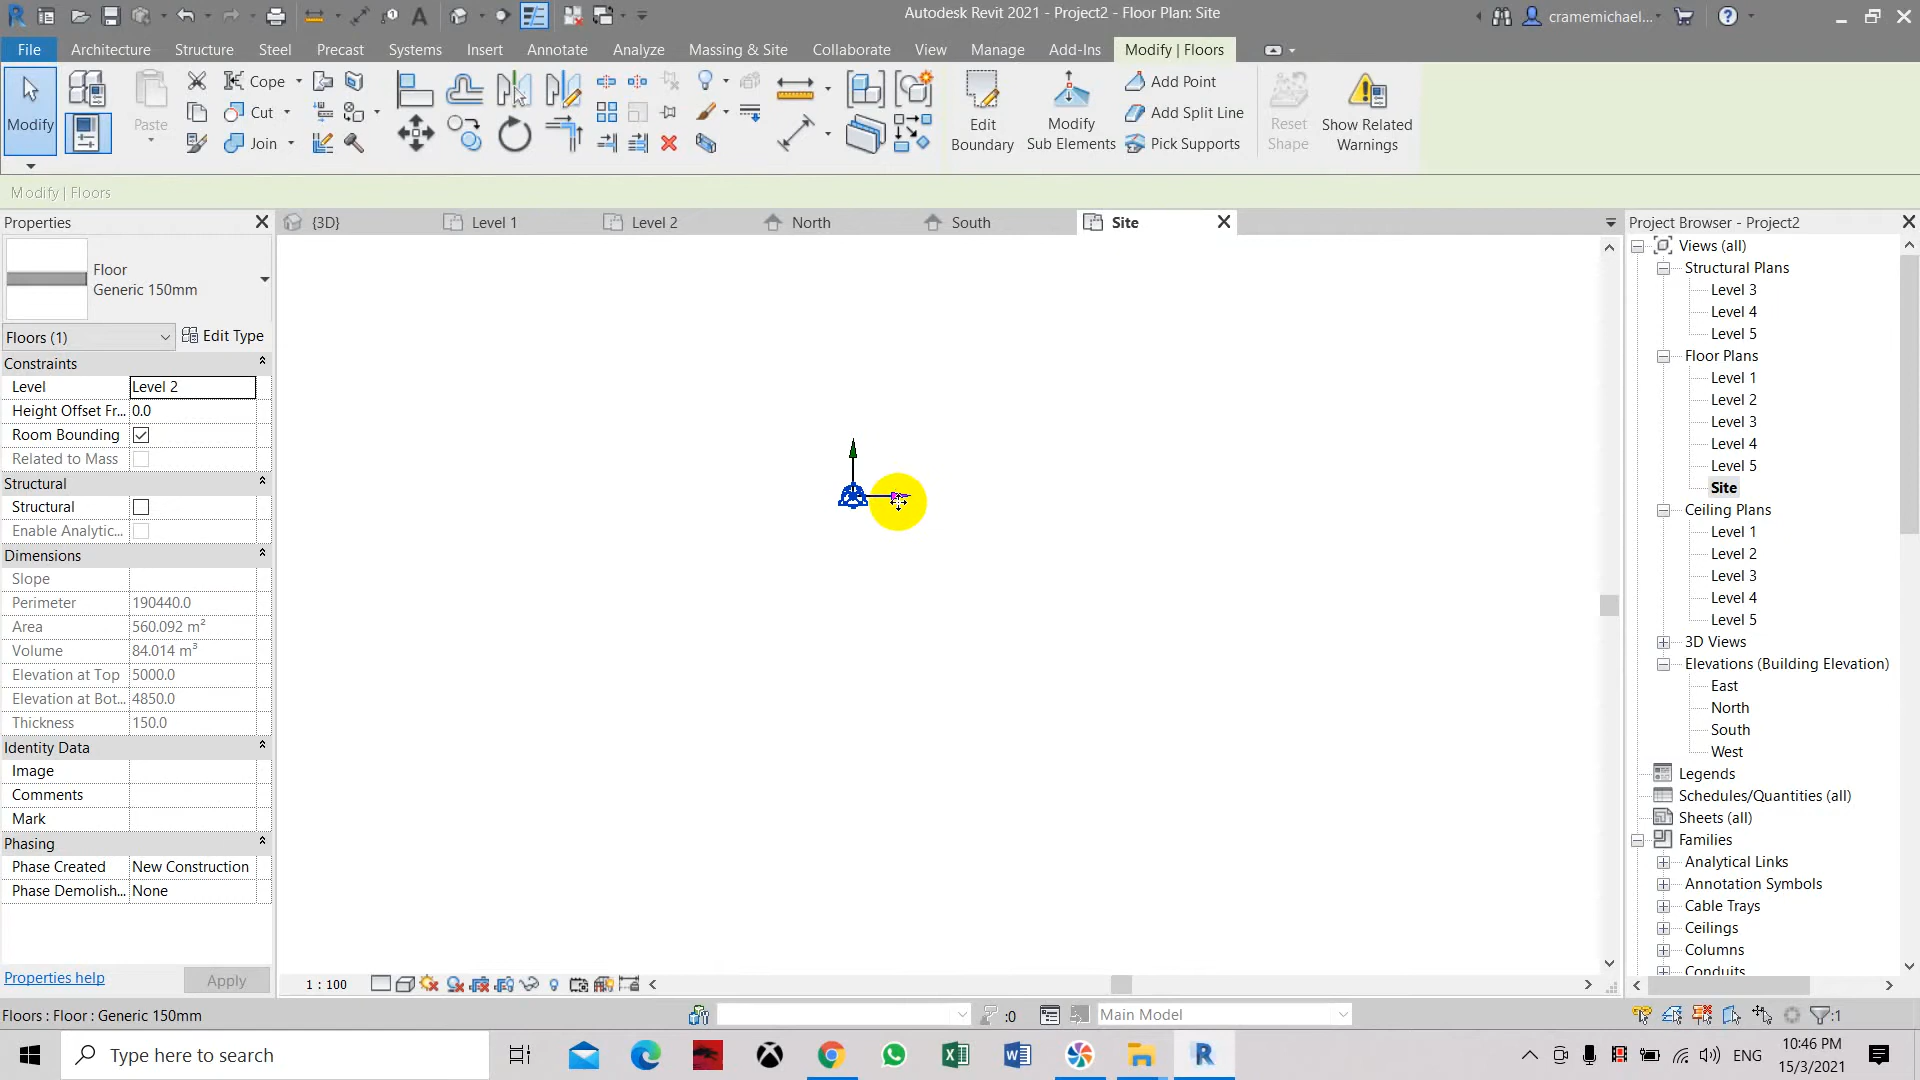 Autodesk Revit 2021 - Project2 - Floor Plan: Site
cramemichael...
File Architecture Structure Steel Precast Systems Insert Annotate Analyze Massing & Site Collaborate View Manage Add-Ins Modify | Floors
Modify
Paste
Cope
Cut
Join
Edit Boundary
Modify Sub Elements
Add Point
Add Split Line
Pick Supports
Reset Shape
Show Related Warnings
Modify | Floors
Properties
{3D} Level 1 Level 2 North South Site
Floor
Generic 150mm
Floors (1)
Edit Type
Constraints
Level Level 2
Height Offset Fr... 0.0
Room Bounding
Related to Mass
Structural
Structural
Enable Analytic...
Dimensions
Slope
Perimeter 190440.0
Area 560.092 m²
Volume 84.014 m³
Elevation at Top 5000.0
Elevation at Bot... 4850.0
Thickness 150.0
Identity Data
Image
Comments
Mark
Phasing
Phase Created New Construction
Phase Demolish... None
Properties help
Apply
1 : 100
Project Browser - Project2
Views (all)
Structural Plans
Level 3
Level 4
Level 5
Floor Plans
Level 1
Level 2
Level 3
Level 4
Level 5
Site
Ceiling Plans
Level 1
Level 2
Level 3
Level 4
Level 5
3D Views
Elevations (Building Elevation)
East
North
South
West
Legends
Schedules/Quantities (all)
Sheets (all)
Families
Analytical Links
Annotation Symbols
Cable Trays
Ceilings
Columns
Conduits
Floors : Floor : Generic 150mm
:0
Main Model
:1
Type here to search
ENG
10:46 PM
15/3/2021